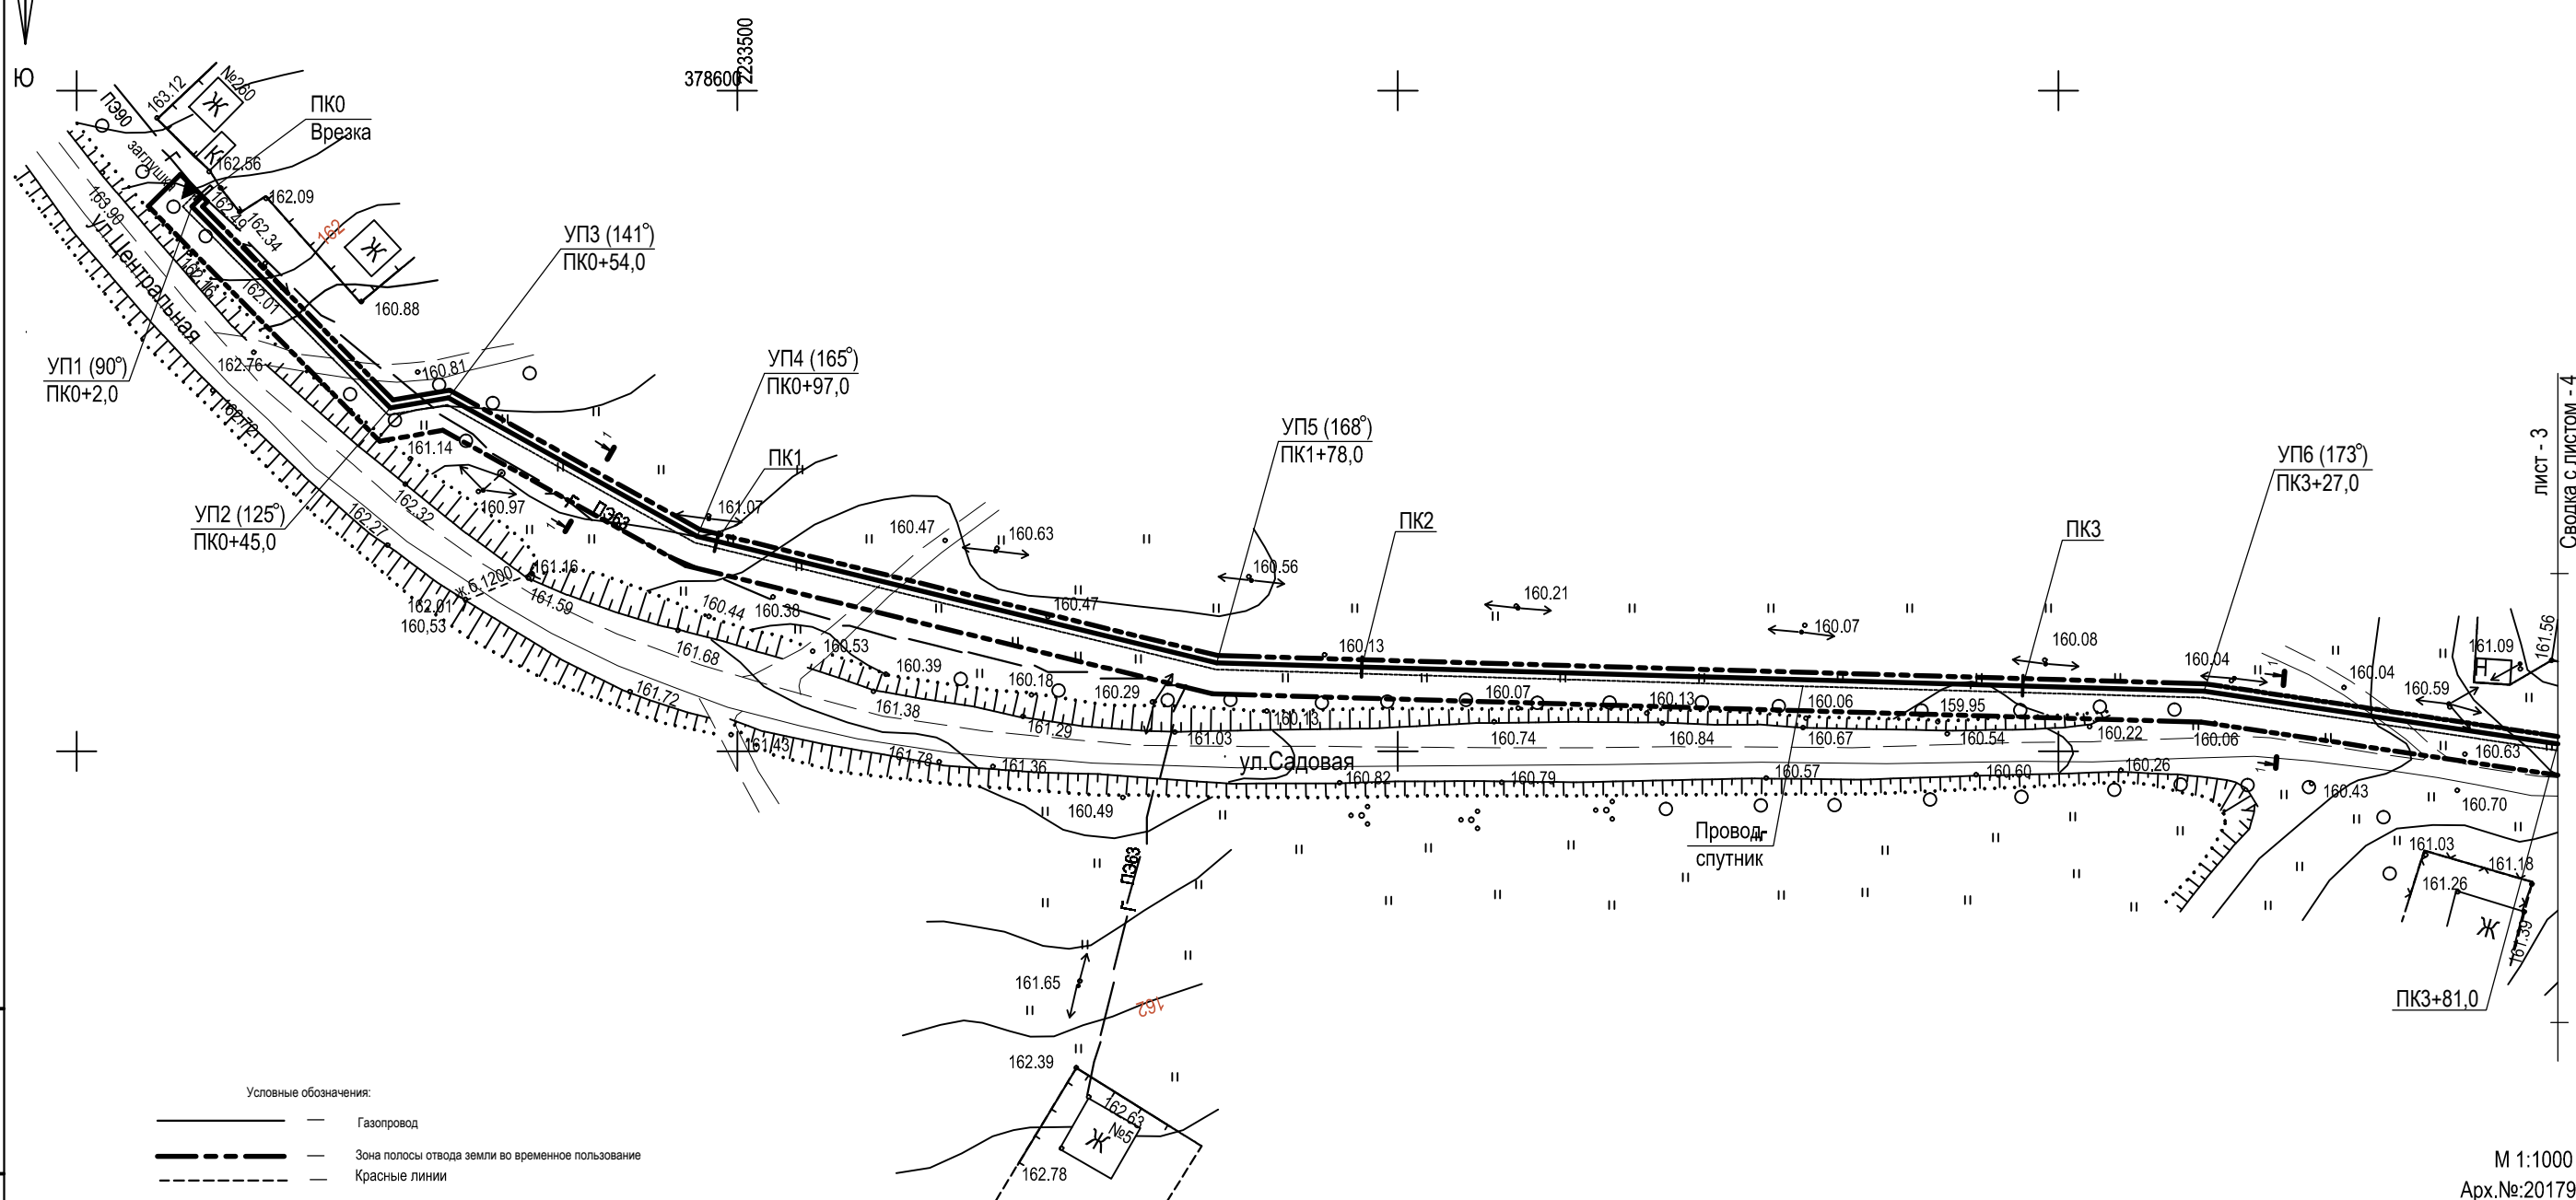 Ю
378600
2233500
ПЭ90
163.12
№260
Ж
К
ПК0
Врезка
заглушка
Г
162.56
162.09
162.49
162.34
162
Ж
163.90
ул.Центральная
162.16
162.01
160.88
УП3 (141°)
ПК0+54,0
УП1 (90°)
ПК0+2,0
162.76
160.81
УП4 (165°)
ПК0+97,0
162.72
161.14
ПК1
УП5 (168°)
ПК1+78,0
УП6 (173°)
ПК3+27,0
лист - 3
Сводка с листом - 4
УП2 (125°)
ПК0+45,0
162.27
162.32
160.97
1
1
Г
ПЭ63
161.07
160.47
160.63
ПК2
ПК3
161.16
ж.б.1200
162.01
160,53
161.59
160.44
160.38
160.47
160.56
160.21
160.07
160.08
161.68
160.53
160.39
160.18
160.29
160.13
160.07
160.13
160.06
159.95
160.04
1
160.04
160.59
161.09
Н
161.56
161.72
161.38
161.29
161.03
160.13
160.74
160.84
160.67
160.54
160.22
160.06
160.63
161.43
161.78
161.36
ул.Садовая
160.82
160.79
160.57
160.60
160.26
1
160.43
160.70
160.49
Провод-
спутник
Г
ПЭ63
Г
161.03
161.18
161.26
Ж
161.39
161.65
162
ПК3+81,0
162.39
162.63
№5
Ж
162.78
Условные обозначения:
— Газопровод
— Зона полосы отвода земли во временное пользование
— Красные линии
М 1:1000
Арх.№:20179